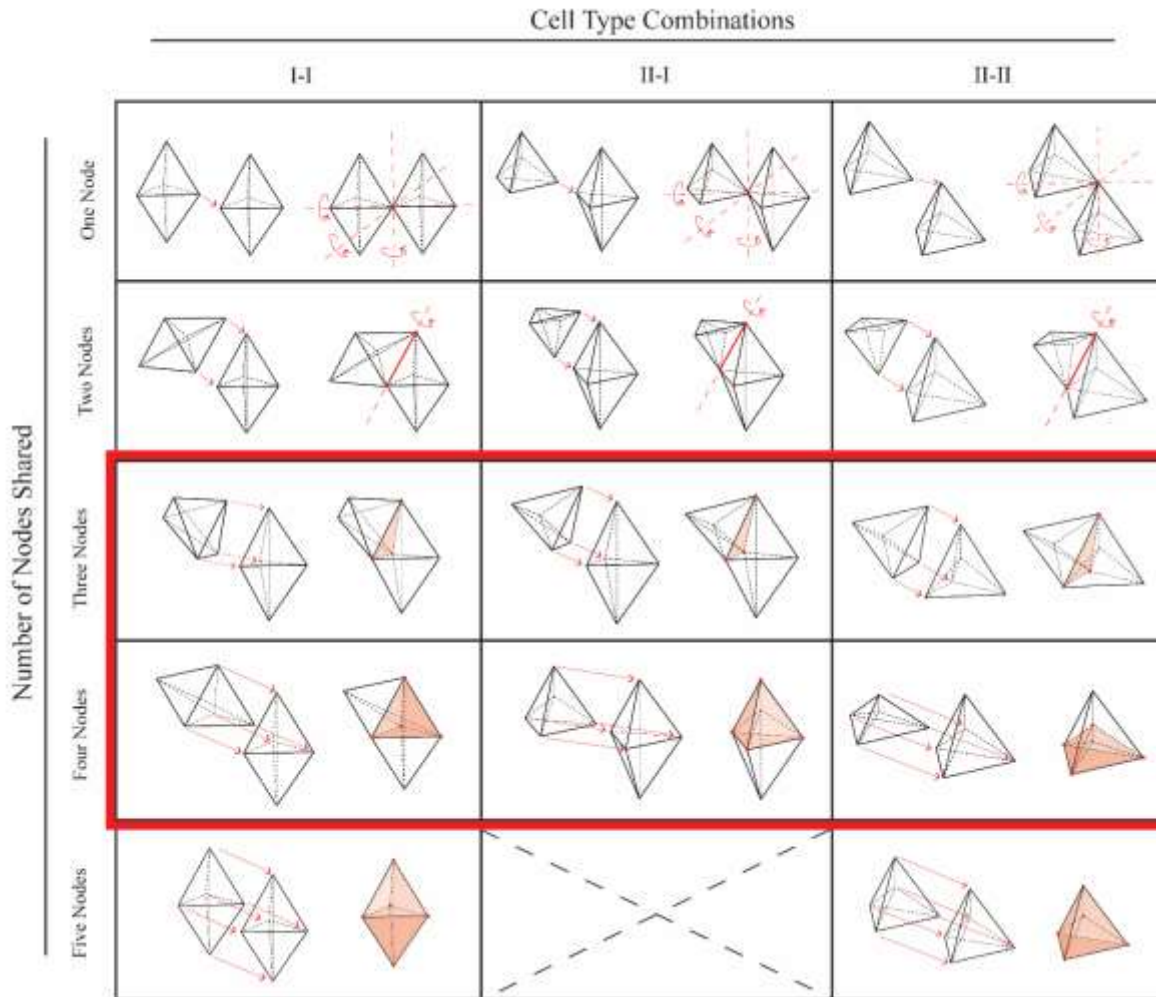 Cell Type Combinations
I-I
II-I
II-II
Number of Nodes Shared
One Node
Two Nodes
Three Nodes
Four Nodes
Five Nodes